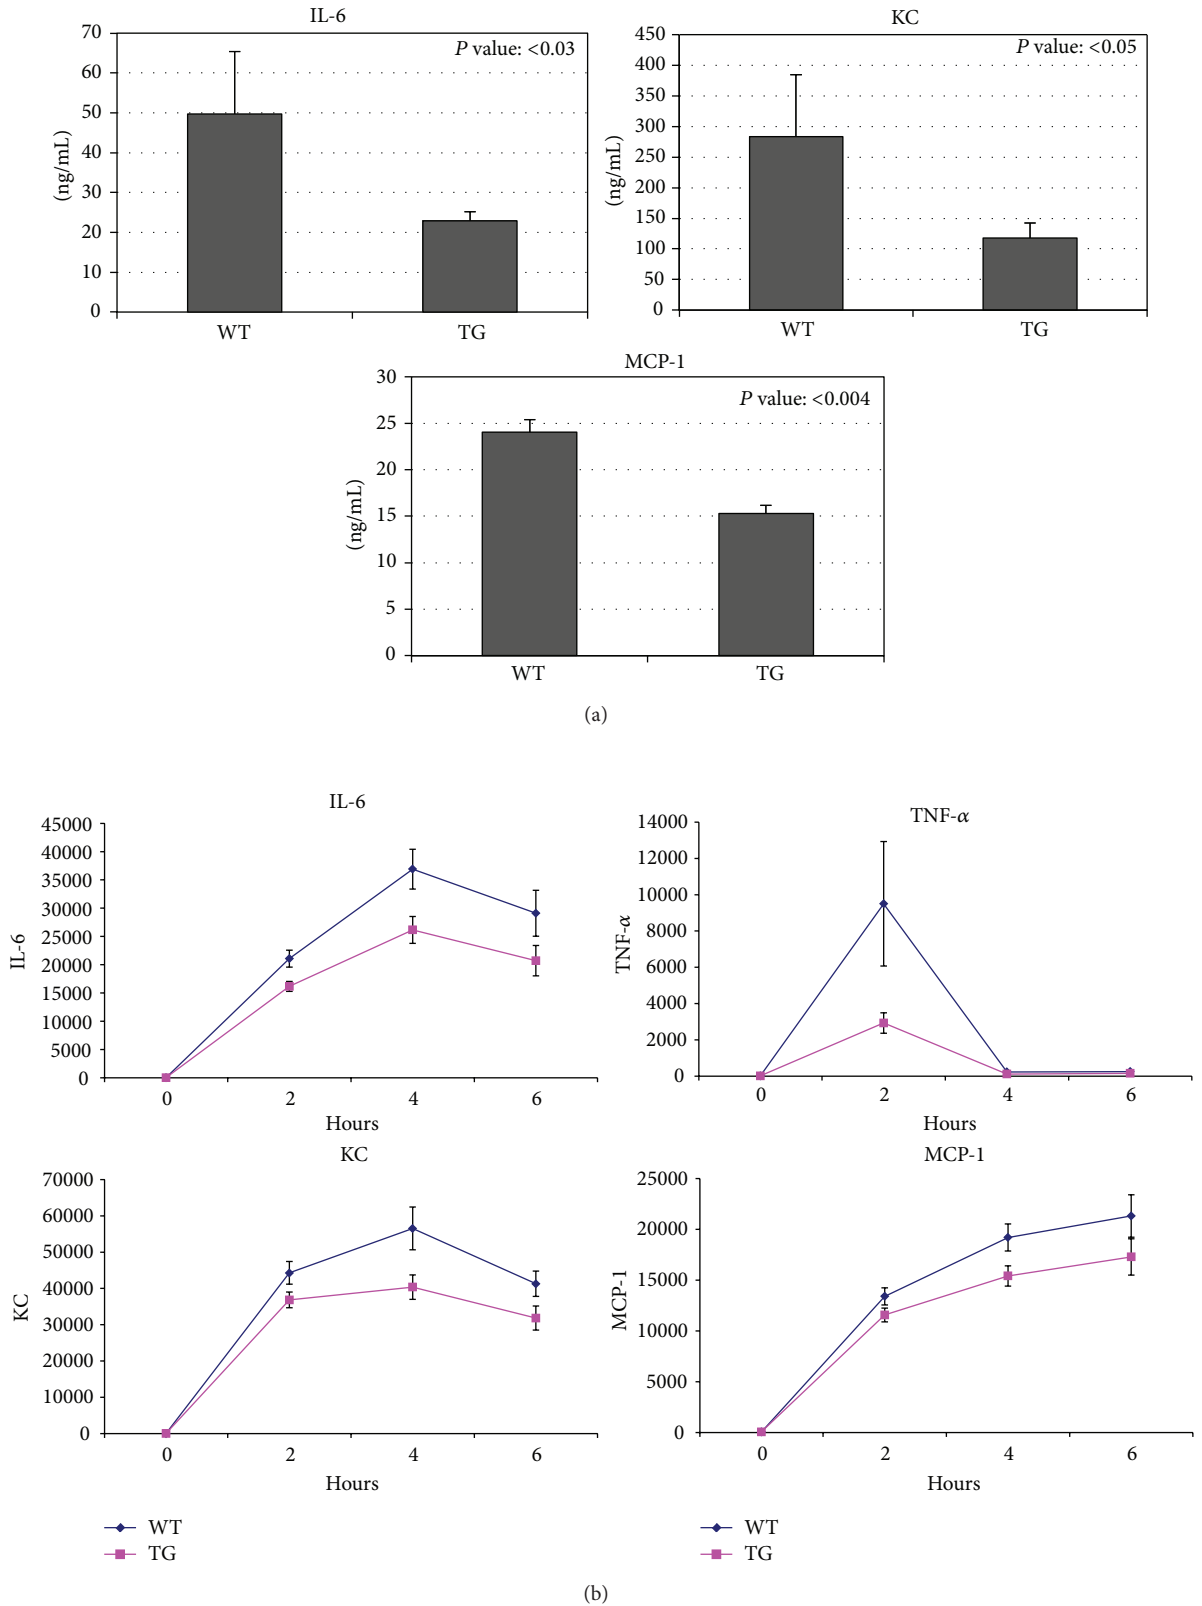 IL-6
P value: <0.03
70
60
50
40
30
20
10
0
(ng/mL)
WT TG
KC
P value: <0.05
450
400
350
300
250
200
150
100
50
0
(ng/mL)
WT TG
MCP-1
P value: <0.004
30
25
20
15
10
5
0
(ng/mL)
WT TG
(a)
IL-6
45000
40000
35000
30000
25000
20000
15000
10000
5000
0
IL-6
0 2 4 6
Hours
TNF-α
14000
12000
10000
8000
6000
4000
2000
0
TNF-α
0 2 4 6
Hours
KC
70000
60000
50000
40000
30000
20000
10000
0
KC
0 2 4 6
Hours
WT
TG
MCP-1
25000
20000
15000
10000
5000
0
MCP-1
0 2 4 6
Hours
WT
TG
(b)